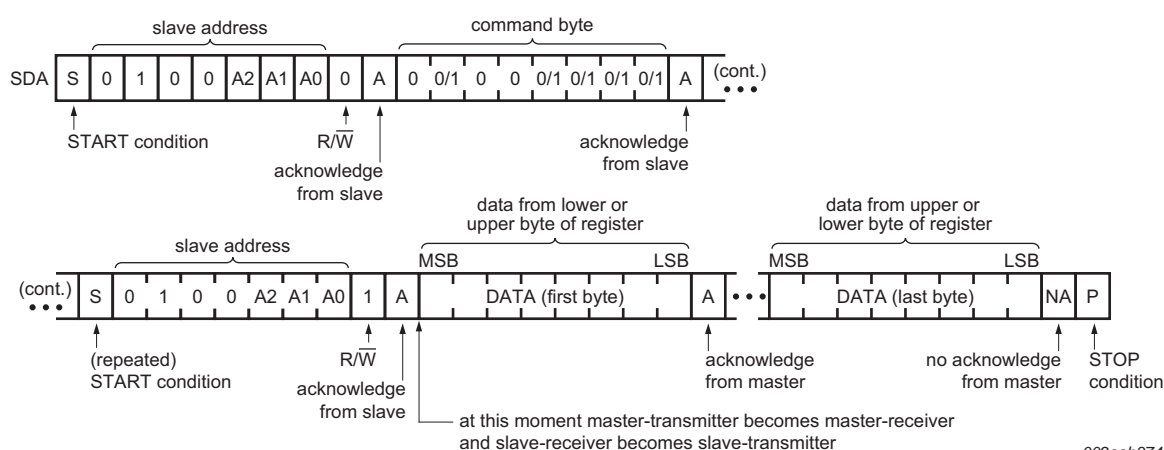 slave address
command byte
SDA S 0 1 0 0 A2 A1 A0 0 A 0 0/1 0 0 0/1 0/1 0/1 0/1 A (cont.)
START condition
R/W̅
acknowledge
from slave
acknowledge
from slave
data from lower or
upper byte of register
data from upper or
lower byte of register
slave address
MSB LSB MSB LSB
(cont.) S 0 1 0 0 A2 A1 A0 1 A DATA (first byte) A DATA (last byte) NA P
(repeated)
START condition
R/W̅
acknowledge
from slave
acknowledge
from master
no acknowledge
from master
STOP
condition
at this moment master-transmitter becomes master-receiver
and slave-receiver becomes slave-transmitter